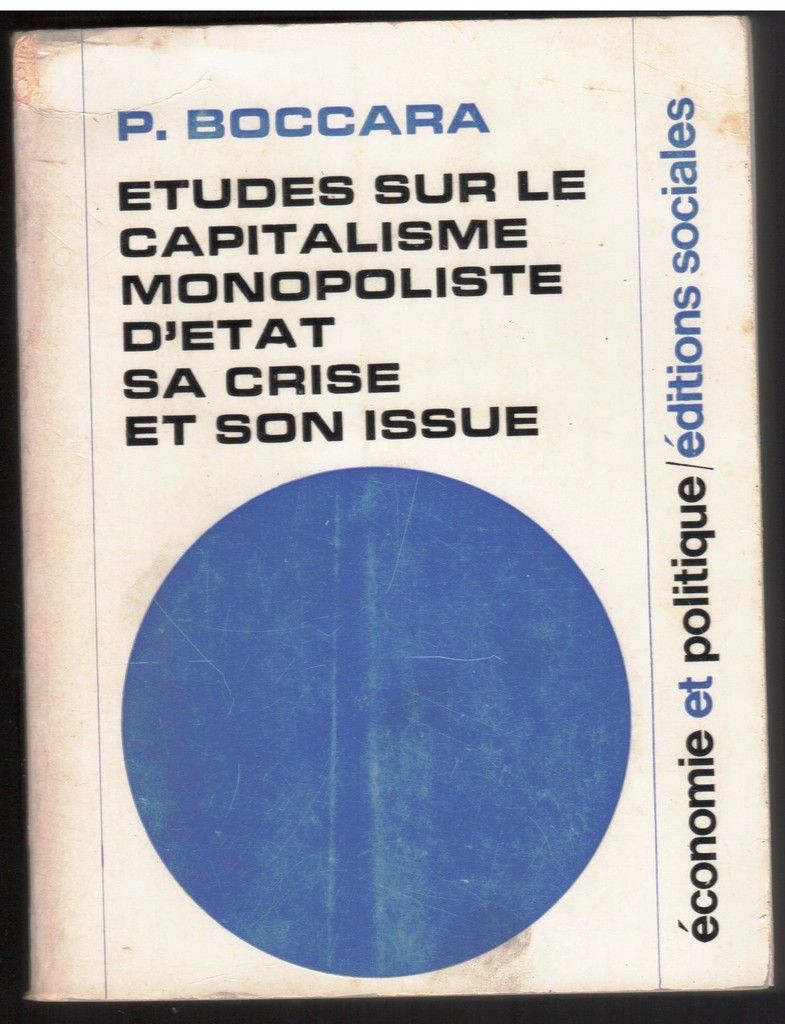 P. BOCCARA
ETUDES SUR LE
CAPITALISME
MONOPOLISTE
D'ETAT
SA CRISE
ET SON ISSUE
économie et politique/éditions sociales